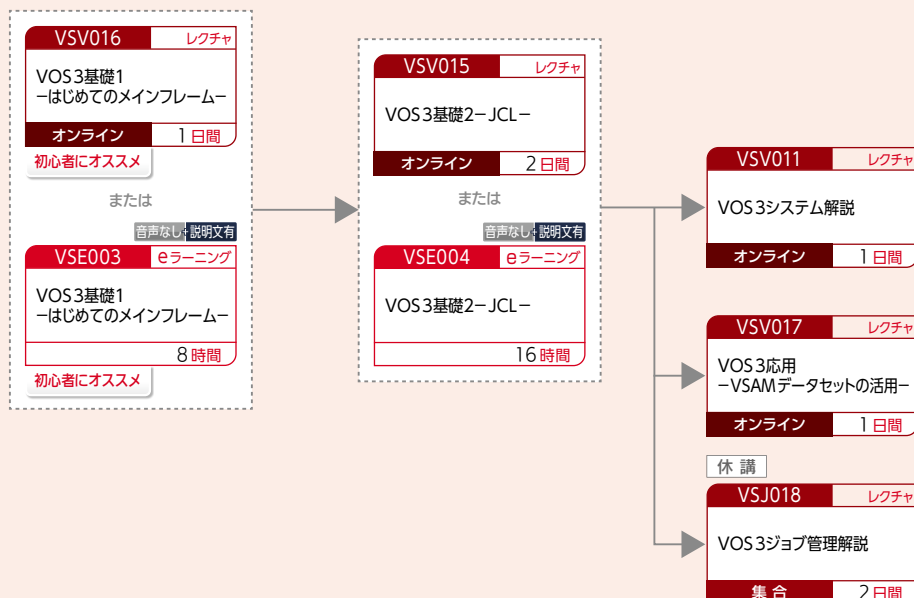 VSV016 レクチャ
VOS3基礎1
−はじめてのメインフレーム−
オンライン 1日間
初心者にオススメ
または
音声なし+説明文有
VSE003 eラーニング
VOS3基礎1
−はじめてのメインフレーム−
8時間
初心者にオススメ
VSV015 レクチャ
VOS3基礎2−JCL−
オンライン 2日間
または
音声なし+説明文有
VSE004 eラーニング
VOS3基礎2−JCL−
16時間
VSV011 レクチャ
VOS3システム解説
オンライン 1日間
VSV017 レクチャ
VOS3応用
−VSAMデータセットの活用−
オンライン 1日間
休講
VSJ018 レクチャ
VOS3ジョブ管理解説
集合 2日間